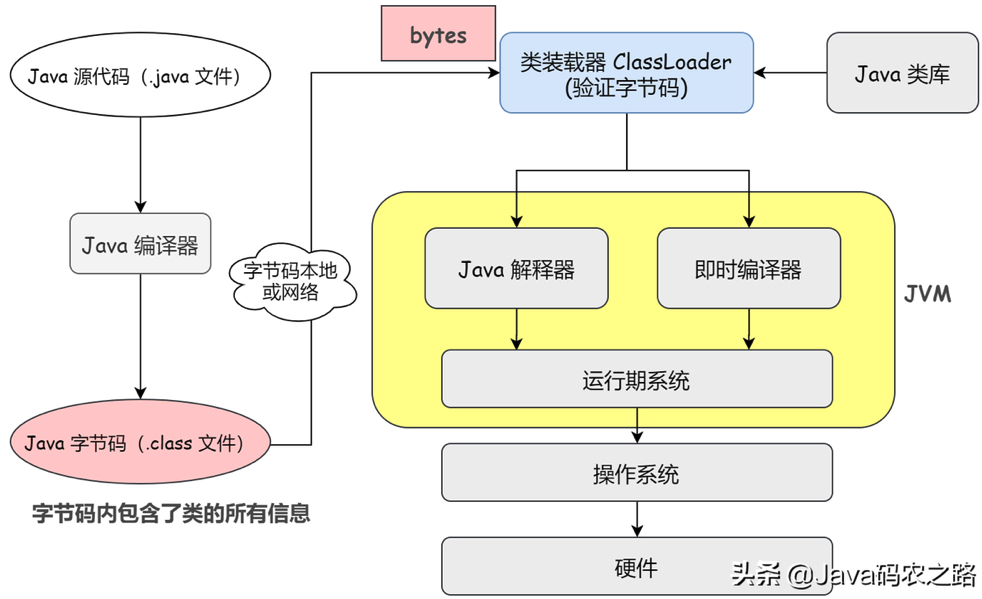 bytes
Java 源代码（.java 文件）
类装载器 ClassLoader
(验证字节码)
Java 类库
Java 编译器
字节码本地
或网络
Java 解释器
即时编译器
JVM
运行期系统
Java 字节码（.class 文件）
操作系统
字节码内包含了类的所有信息
硬件
头条 @Java码农之路